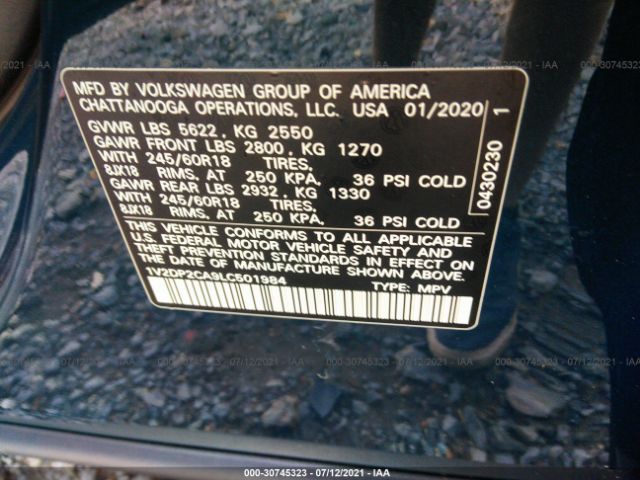 MFD BY VOLKSWAGEN GROUP OF AMERICA
CHATTANOOGA OPERATIONS, LLC. USA 01/2020
GVWR LBS 5622, KG 2550
GAWR FRONT LBS 2800, KG 1270
WITH 245/60R18 TIRES,
8JX18 RIMS, AT 250 KPA, 36 PSI COLD
GAWR REAR LBS 2932, KG 1330
WITH 245/60R18 TIRES,
8JX18 RIMS, AT 250 KPA, 36 PSI COLD
THIS VEHICLE CONFORMS TO ALL APPLICABLE
U.S. FEDERAL MOTOR VEHICLE SAFETY AND
THEFT PREVENTION STANDARDS IN EFFECT ON
THE DATE OF MANUFACTURE SHOWN ABOVE.
1V2DP2CA9LC501984
TYPE: MPV
0430230 1
000-30745323 - 07/12/2021 - IAA